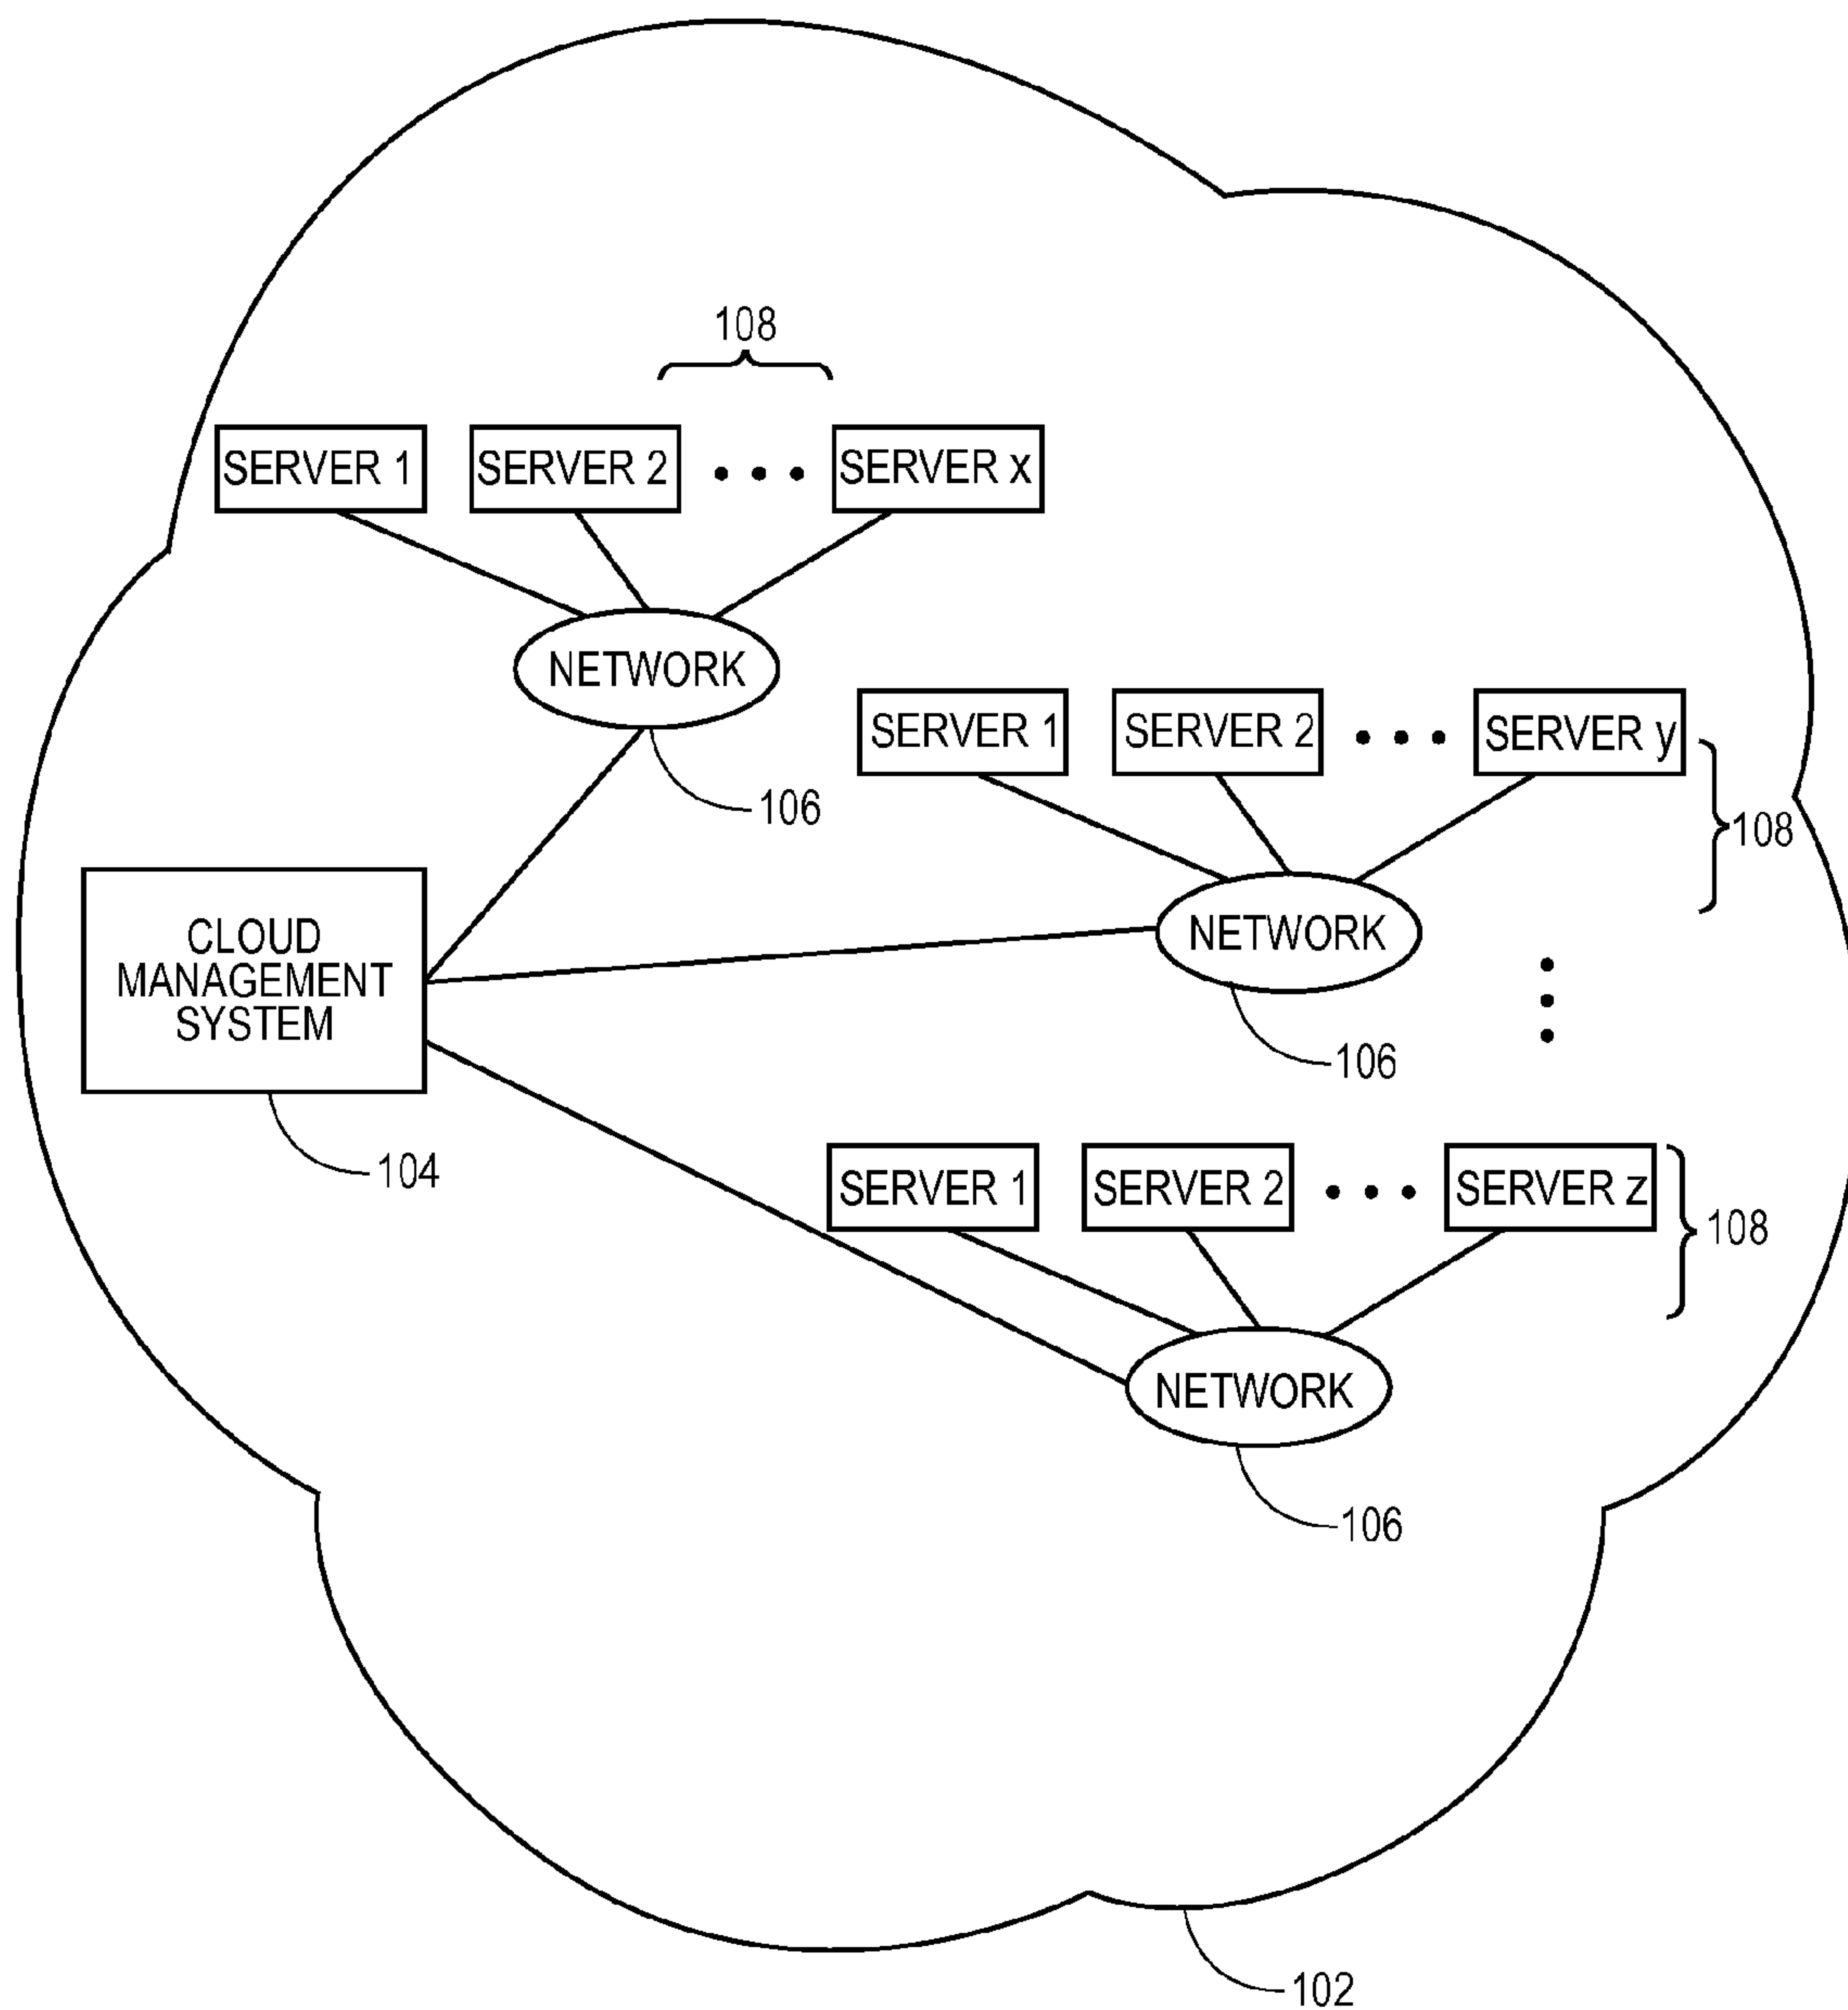 108
SERVER 1
SERVER 2
SERVER x
NETWORK
106
SERVER 1
SERVER 2
SERVER y
108
NETWORK
106
CLOUD
MANAGEMENT
SYSTEM
104
SERVER 1
SERVER 2
SERVER z
108
NETWORK
106
102